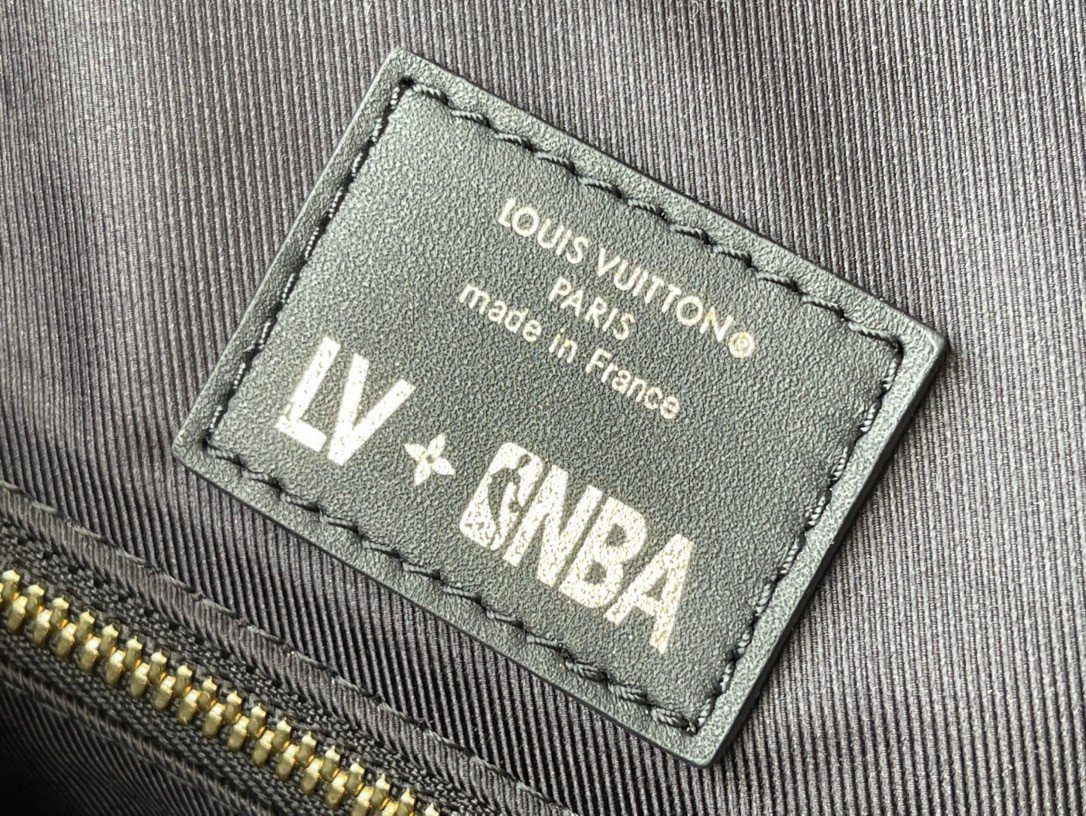 LOUIS VUITTON®
PARIS
made in France
LV NBA